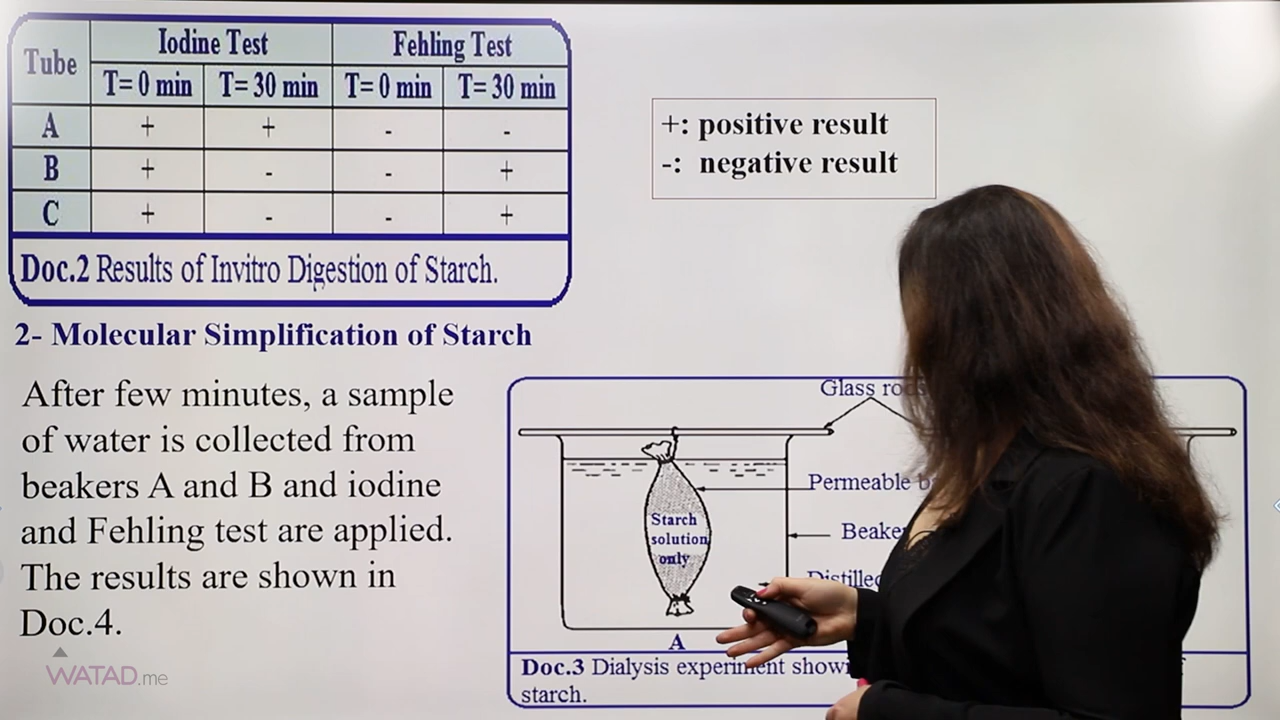 Tube Iodine Test Fehling Test
T= 0 min T= 30 min T= 0 min T= 30 min
A + + - -
B + - - +
C + - - +
Doc.2 Results of Invitro Digestion of Starch.
+: positive result
-: negative result
2- Molecular Simplification of Starch
After few minutes, a sample
of water is collected from
beakers A and B and iodine
and Fehling test are applied.
The results are shown in
Doc.4.
WATAD.me
Glass
Permeable
Starch
solution
only
Distilled
A
Doc.3 Dialysis experiment
starch.